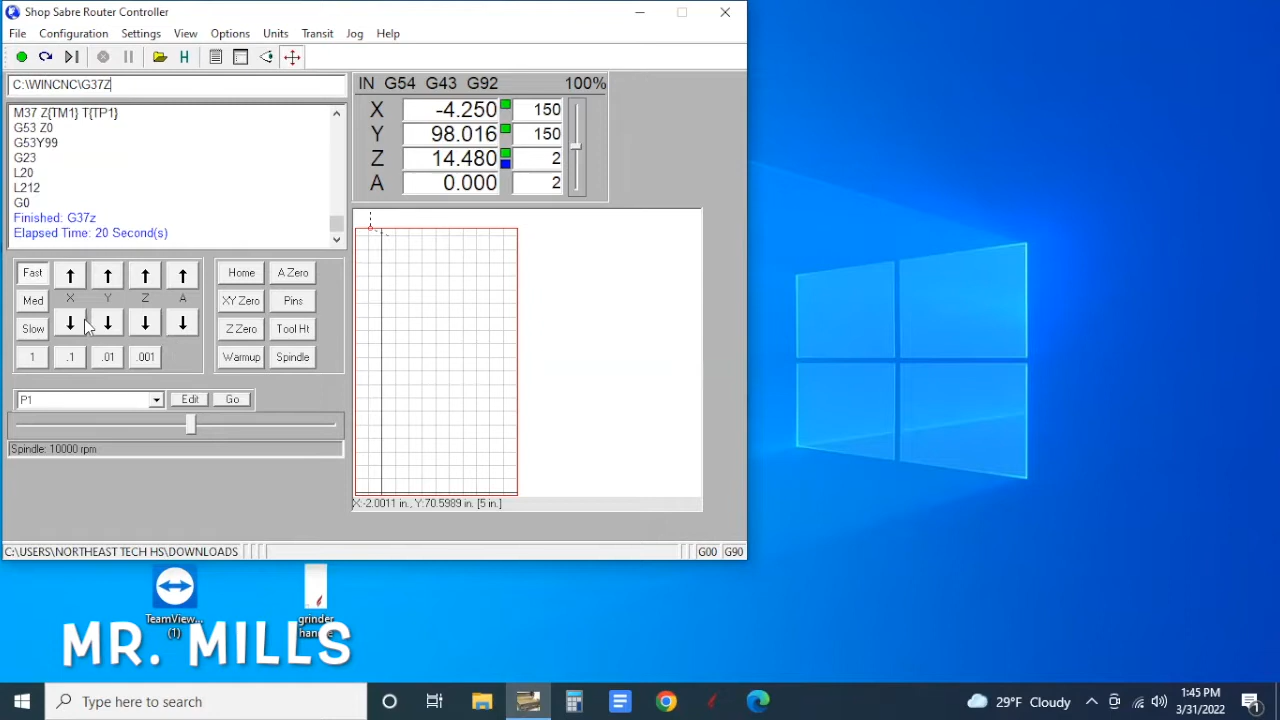 Shop Sabre Router Controller
File Configuration Settings View Options Units Transit Jog Help
H
C:\WINCNC\G37Z
M37 Z{TM1} T{TP1}
G53 Z0
G53Y99
G23
L20
L212
G0
Finished: G37z
Elapsed Time: 20 Second(s)
IN G54 G43 G92 100%
X -4.250 150
Y 98.016 150
Z 14.480 2
A 0.000 2
Fast
Med
Slow
X Y Z A
1 .1 .01 .001
Home A Zero
XY Zero Pins
Z Zero Tool Ht
Warmup Spindle
P1 Edit Go
Spindle: 10000 rpm
X:-2.0011 in., Y:70.5989 in. [5 in.]
C:\USERS\NORTHEAST TECH HS\DOWNLOADS G00 G90
TeamView...
(1)
grinder
MR. MILLS
Type here to search
29°F Cloudy
1:45 PM
3/31/2022
1